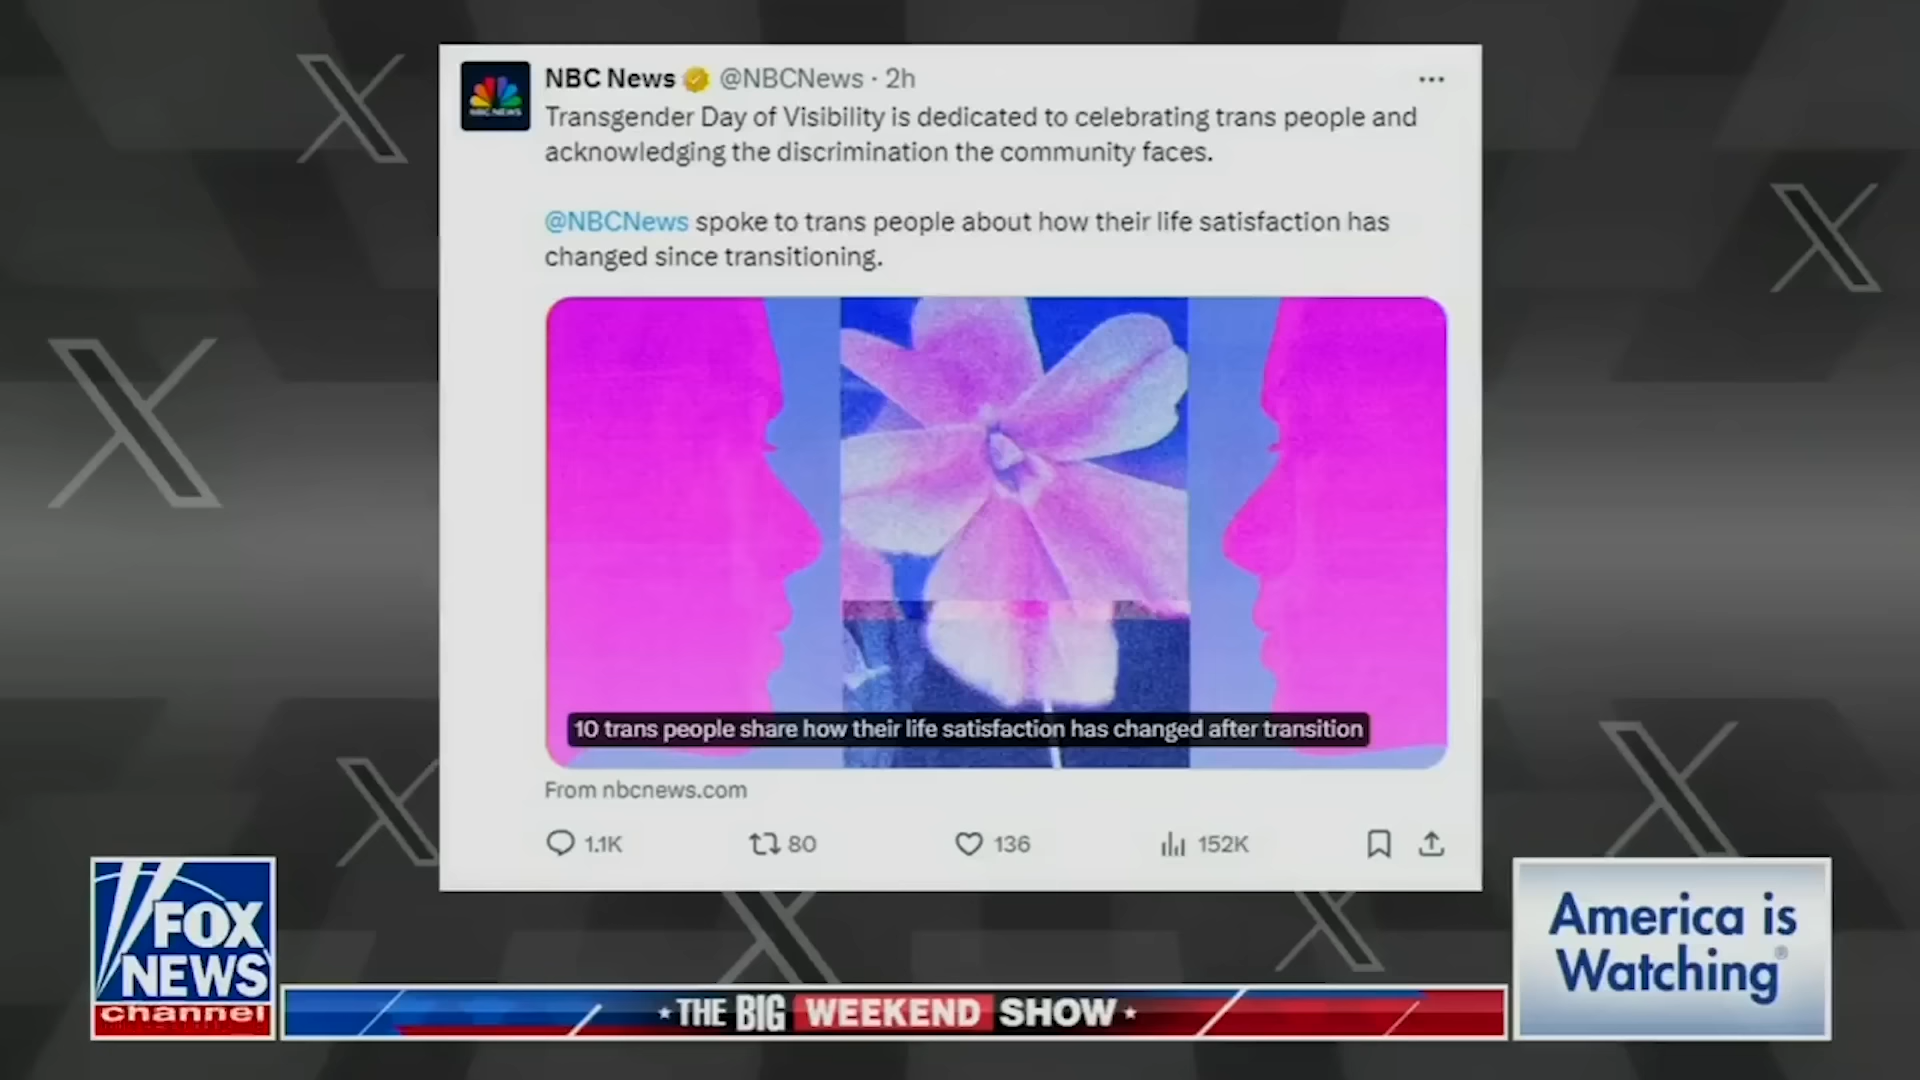 NBC News @NBCNews · 2h
Transgender Day of Visibility is dedicated to celebrating trans people and
acknowledging the discrimination the community faces.
@NBCNews spoke to trans people about how their life satisfaction has
changed since transitioning.
10 trans people share how their life satisfaction has changed after transition
From nbcnews.com
1.1K 80 136 152K
FOX
NEWS
channel
THE BIG WEEKEND SHOW
America is
Watching®
NBC NEWS